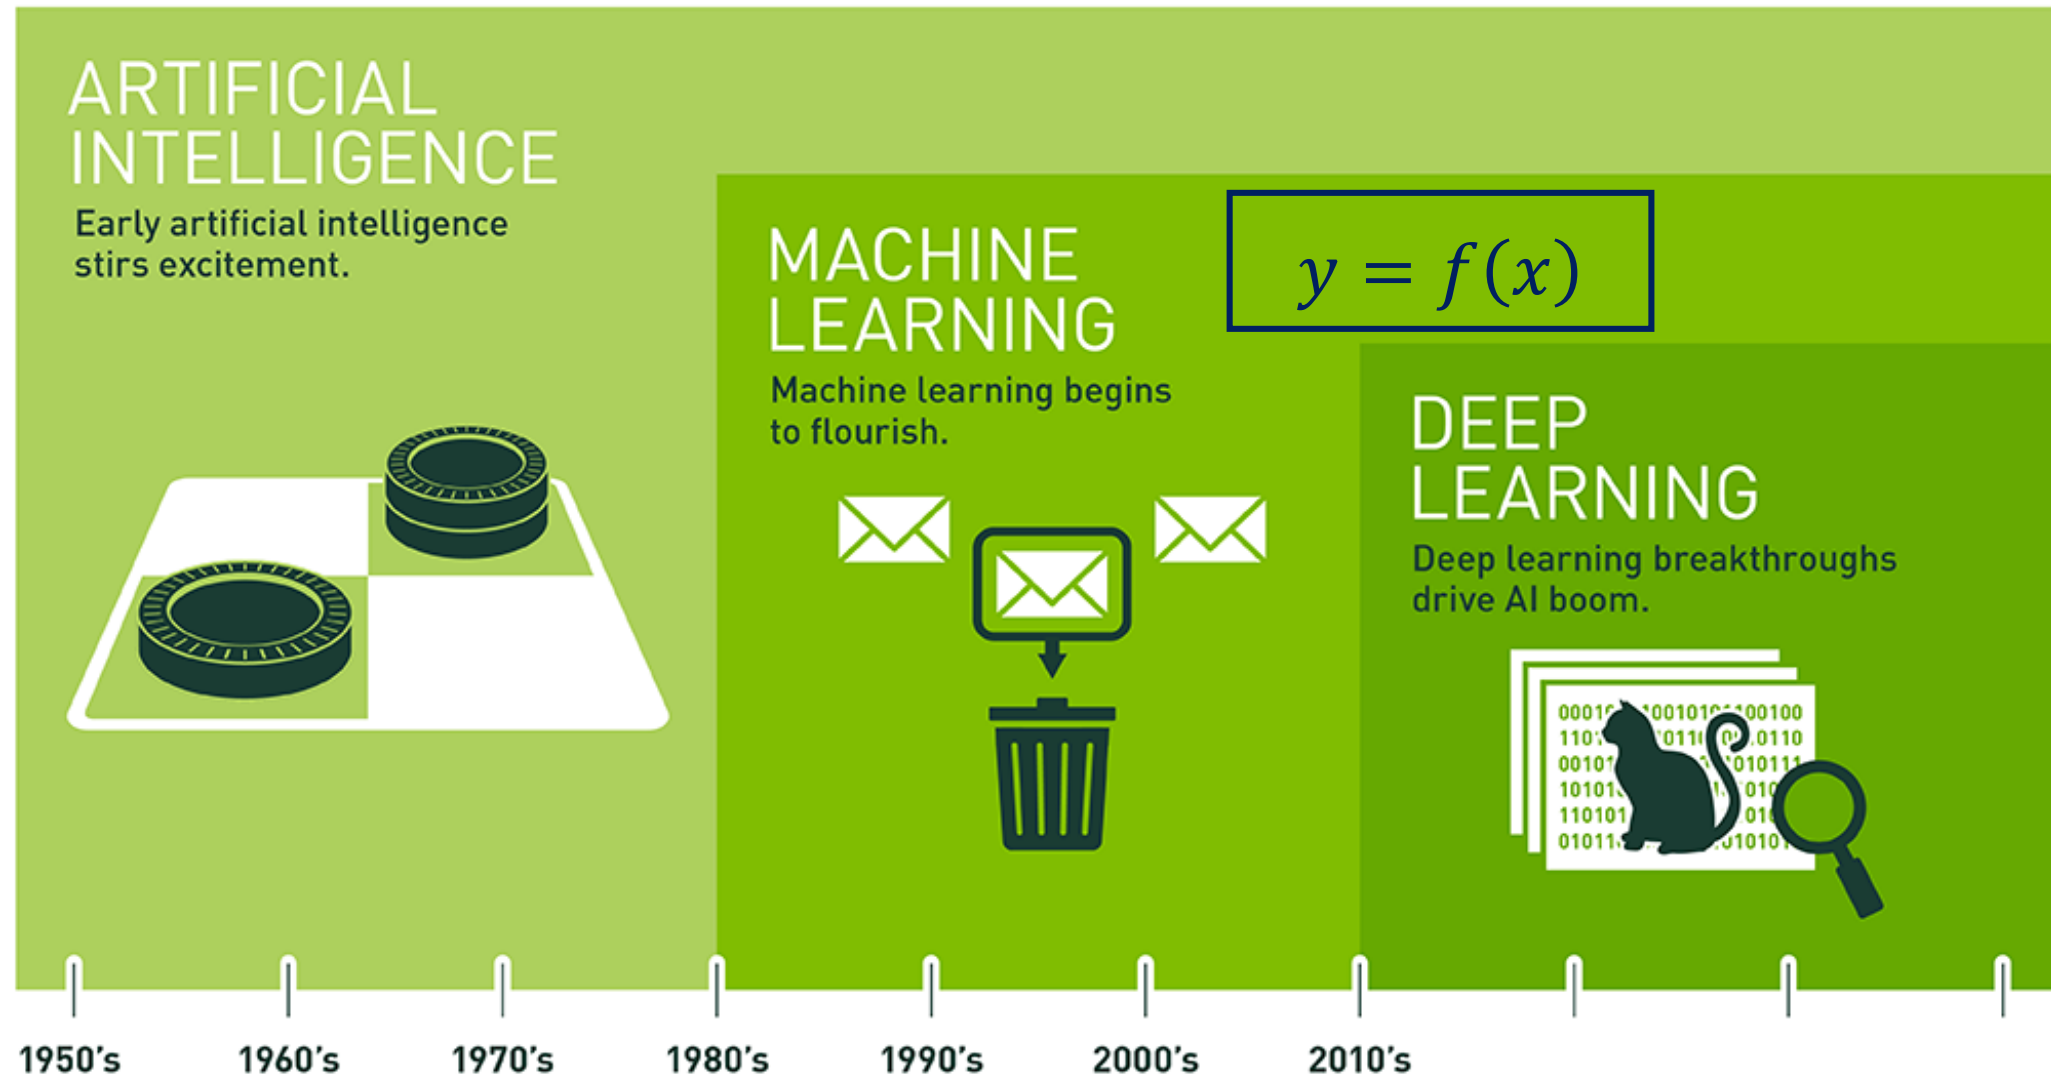 ARTIFICIAL
INTELLIGENCE
Early artificial intelligence
stirs excitement.
MACHINE
LEARNING
Machine learning begins
to flourish.
y = f(x)
DEEP
LEARNING
Deep learning breakthroughs
drive AI boom.
1950's 1960's 1970's 1980's 1990's 2000's 2010's